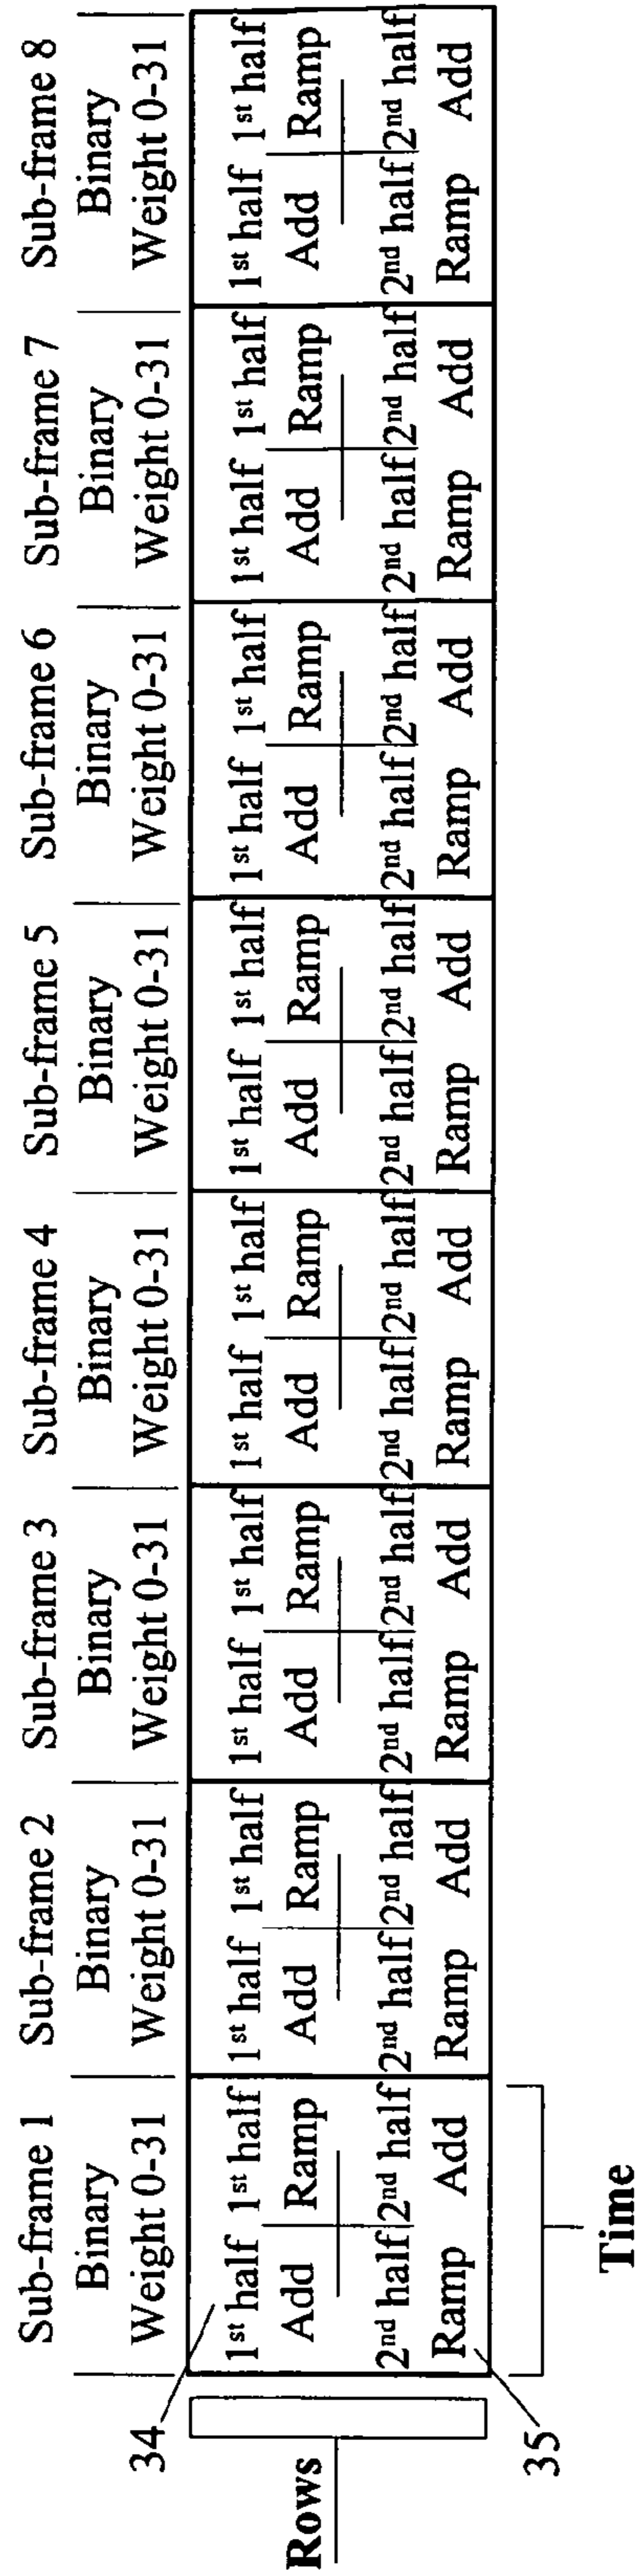 Sub-frame 1 Sub-frame 2 Sub-frame 3 Sub-frame 4 Sub-frame 5 Sub-frame 6 Sub-frame 7 Sub-frame 8
Binary Binary Binary Binary Binary Binary Binary Binary
Weight 0-31 Weight 0-31 Weight 0-31 Weight 0-31 Weight 0-31 Weight 0-31 Weight 0-31 Weight 0-31
34
1st half 1st half 1st half 1st half 1st half 1st half 1st half 1st half 1st half 1st half 1st half 1st half 1st half 1st half 1st half 1st half
Add Ramp Add Ramp Add Ramp Add Ramp Add Ramp Add Ramp Add Ramp Add Ramp
Rows
2nd half 2nd half 2nd half 2nd half 2nd half 2nd half 2nd half 2nd half 2nd half 2nd half 2nd half 2nd half 2nd half 2nd half 2nd half 2nd half
Ramp Add Ramp Add Ramp Add Ramp Add Ramp Add Ramp Add Ramp Add Ramp Add
35
Time